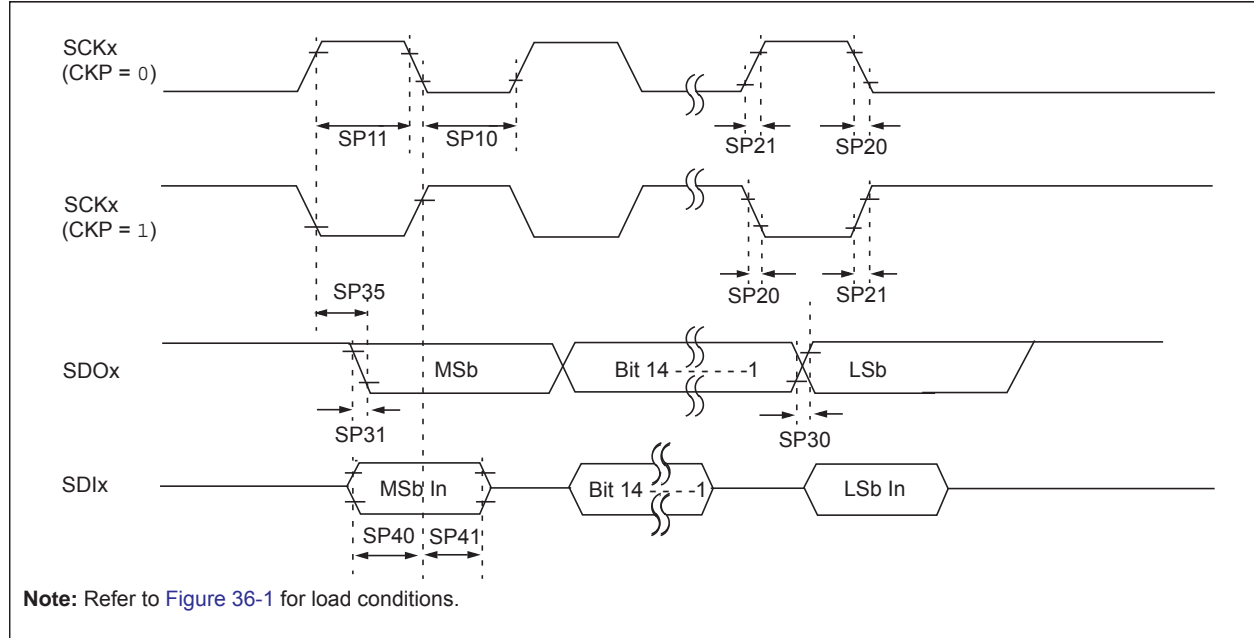 SCKx
(CKP = 0)
SP11
SP10
SP21
SP20
SCKx
(CKP = 1)
SP35
SP20
SP21
SDOx
MSb
Bit 14 - - - - - -1
LSb
SP31
SP30
SDIx
MSb In
Bit 14 - - - - -1
LSb In
SP40
SP41
Note: Refer to Figure 36-1 for load conditions.